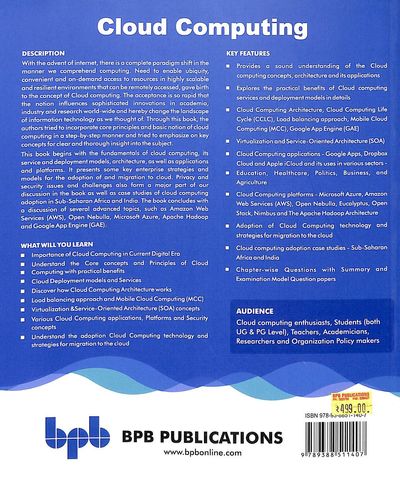 Cloud Computing
DESCRIPTION
With the advent of internet, there is a complete paradigm shift in the
manner we comprehend computing. Need to enable ubiquity,
convenient and on-demand access to resources in highly scalable
and resilient environments that can be remotely accessed, gave birth
to the concept of Cloud computing. The acceptance is so rapid that
the notion influences sophisticated innovations in academic,
industry and research world-wide and hereby change the landscape
of information technology as we thought of. Through this book, the
authors tried to incorporate core principles and basic notion of cloud
computing in a step-by-step manner and tried to emphasize on key
concepts for clear and thorough insight into the subject.
This book begins with the fundamentals of cloud computing, its
service and deployment models, architecture, as well as applications
and platforms. It presents some key enterprise strategies and
models for the adoption of and migration to cloud. Privacy and
security issues and challenges also form a major part of our
discussion in the book as well as case studies of cloud computing
adoption in Sub-Saharan Africa and India. The book concludes with
a discussion of several advanced topics, such as Amazon Web
Services (AWS), Open Nebulla, Microsoft Azure, Apache Hadoop
and Google Engine (GAE).
WHAT WILL YOU LEARN
Importance of Cloud Computing in Current Digital Era
Understand the Core Concepts and Principles of Cloud
Computing with practical benefits
Cloud Deployment models and Services
Discover how Cloud Computing Architecture works
Load balancing approach and Mobile Cloud Computing (MCC)
Virtualization &Service-Oriented Architecture (SOA) concepts
Various Cloud Computing applications, Platforms and Security
concepts
Understand the adoption Cloud Computing technology and
strategies for migration to the cloud
KEY FEATURES
Provides a sound understanding of the Cloud
computing concepts, architecture and its applications
Explores the practical benefits of Cloud computing
services and deployment models in details
Cloud Computing Architecture, Cloud Computing Life
Cycle (CCLC), Load balancing approach, Mobile Cloud
Computing (MCC), Google App Engine (GAE)
Virtualization and Service-Oriented Architecture (SOA)
Cloud Computing applications - Google Apps, Dropbox
Cloud and Apple iCloud and its uses in various sectors -
Education, Healthcare, Politics, Business, and
Agriculture
Cloud Computing platforms - Microsoft Azure, Amazon
Web Services (AWS), Open Nebulla, Eucalyptus, Open
Stack, Nimbus and The Apache Hadoop Architecture
Adoption of Cloud Computing technology and
strategies for migration to the cloud
Cloud computing adoption case studies - Sub-Saharan
Africa and India
Chapter-wise Questions with Summary and
Examination Model Question papers
AUDIENCE
Cloud computing enthusiasts, Students (both
UG & PG Level), Teachers, Academicians,
Researchers and Organization Policy makers
BPB PUBLICATIONS
₹499.00
bpb
BPB PUBLICATIONS
www.bpbonline.com
9 789388 511407